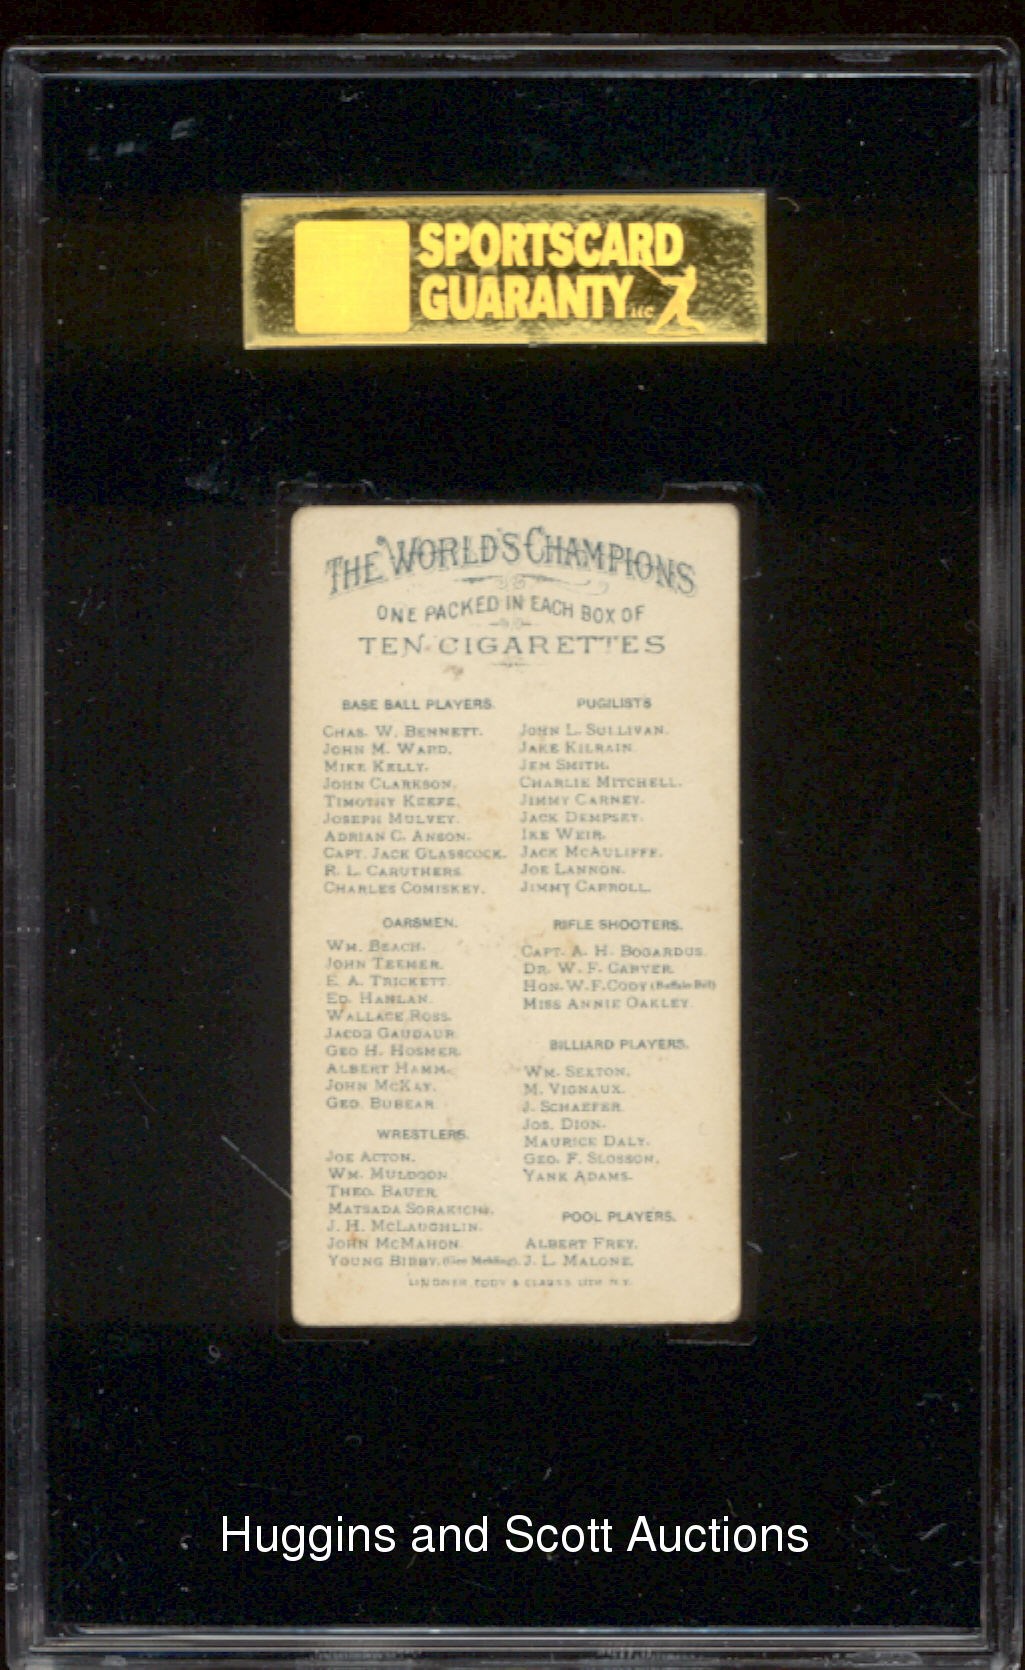 SPORTSCARD
GUARANTY LLC
THE WORLD'S CHAMPIONS
ONE PACKED IN EACH BOX OF
TEN CIGARETTES
BASE BALL PLAYERS.
CHAS. W. BENNETT.
JOHN M. WARD.
MIKE KELLY.
JOHN CLARKSON.
TIMOTHY KEEFE.
JOSEPH MULVEY.
ADRIAN C. ANSON.
CAPT. JACK GLASSCOCK.
R. L. CARUTHERS.
CHARLES COMISKEY.
OARSMEN.
WM. BEACH.
JOHN TEEMER.
E. A. TRICKETT.
ED. HANLAN.
WALLACE ROSS.
JACOB GAUDAUR.
GEO H. HOSMER.
ALBERT HAMM.
JOHN MCKAY.
GEO. BUBEAR.
WRESTLERS.
JOE ACTON.
WM. MULDOON.
THEO. BAUER.
MATSADA SORAKICHI.
J. H. MCLAUGHLIN.
JOHN MCMAHON.
YOUNG BIBBY. (Geo Mehling).
PUGILISTS
JOHN L. SULLIVAN.
JAKE KILRAIN.
JEM SMITH.
CHARLIE MITCHELL.
JIMMY CARNEY.
JACK DEMPSEY.
IKE WEIR.
JACK MCAULIFFE.
JOE LANNON.
JIMMY CARROLL.
RIFLE SHOOTERS.
CAPT. A. H. BOGARDUS.
DR. W. F. CARVER.
HON. W. F. CODY (Buffalo Bill)
MISS ANNIE OAKLEY.
BILLIARD PLAYERS.
WM. SEXTON.
M. VIGNAUX.
J. SCHAEFER.
JOS. DION.
MAURICE DALY.
GEO. F. SLOSSON.
YANK ADAMS.
POOL PLAYERS.
ALBERT FREY.
J. L. MALONE.
LINDNER, EDDY & CLAUSS, LITH. N.Y.
Huggins and Scott Auctions